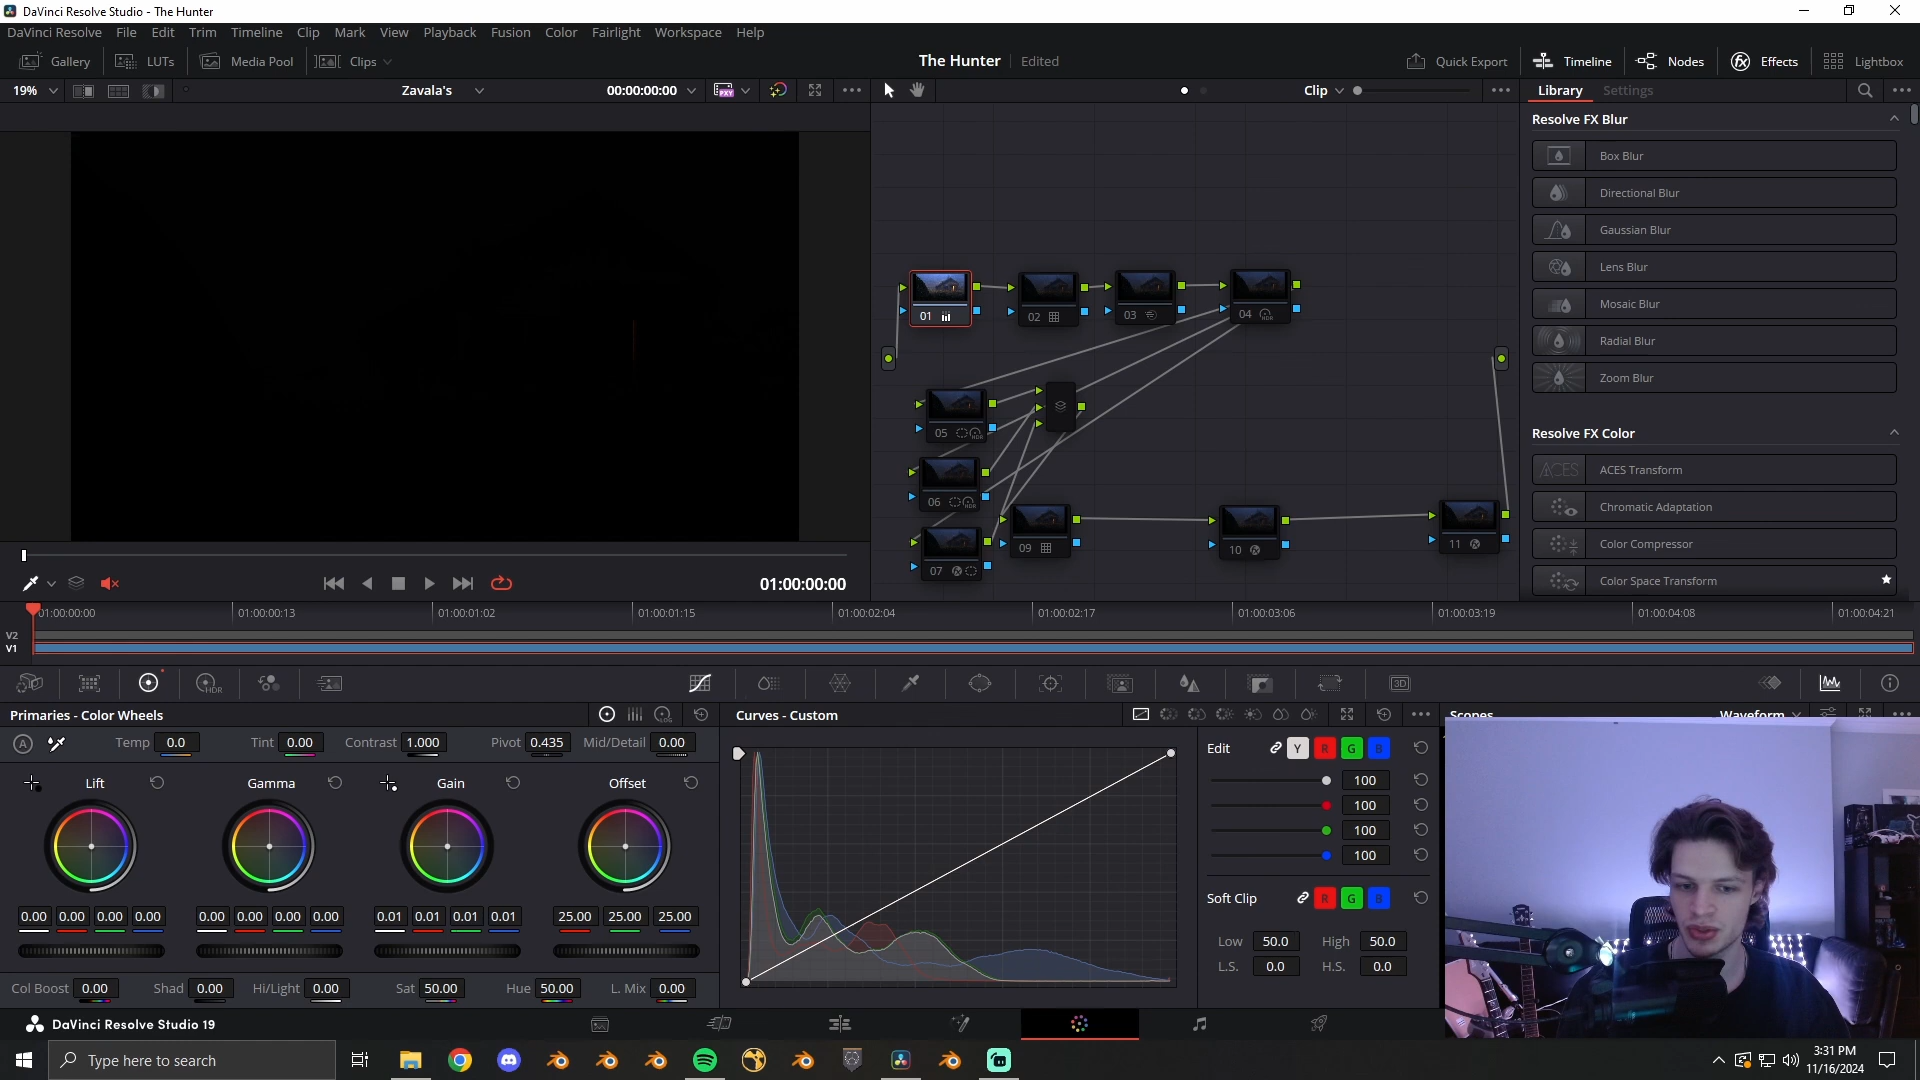 DaVinci Resolve Studio - The Hunter
DaVinci Resolve File Edit Trim Timeline Clip Mark View Playback Fusion Color Fairlight Workspace Help
Gallery LUTs Media Pool Clips The Hunter Edited Quick Export Timeline Nodes Effects Lightbox
19% Zavala's 00:00:00:00 PXY Clip Library Settings
Resolve FX Blur
Box Blur
Directional Blur
Gaussian Blur
Lens Blur
Mosaic Blur
Radial Blur
Zoom Blur
Resolve FX Color
ACES ACES Transform
Chromatic Adaptation
Color Compressor
Color Space Transform
01 02 03 04 HDR
05 HDR
06 HDR
07 09 10 11
01:00:00:00
01:00:00:00 01:00:00:13 01:00:01:02 01:00:01:15 01:00:02:04 01:00:02:17 01:00:03:06 01:00:03:19 01:00:04:08 01:00:04:21
V2
V1
HDR 3D
Primaries - Color Wheels LOG Curves - Custom Scopes Waveform
A Temp 0.0 Tint 0.00 Contrast 1.000 Pivot 0.435 Mid/Detail 0.00
Lift Gamma Gain Offset
0.00 0.00 0.00 0.00 0.00 0.00 0.00 0.00 0.01 0.01 0.01 0.01 25.00 25.00 25.00
Col Boost 0.00 Shad 0.00 Hi/Light 0.00 Sat 50.00 Hue 50.00 L. Mix 0.00
Edit Y R G B
100
100
100
100
Soft Clip R G B
Low 50.0 High 50.0
L.S. 0.0 H.S. 0.0
DaVinci Resolve Studio 19
Type here to search
3:31 PM
11/16/2024